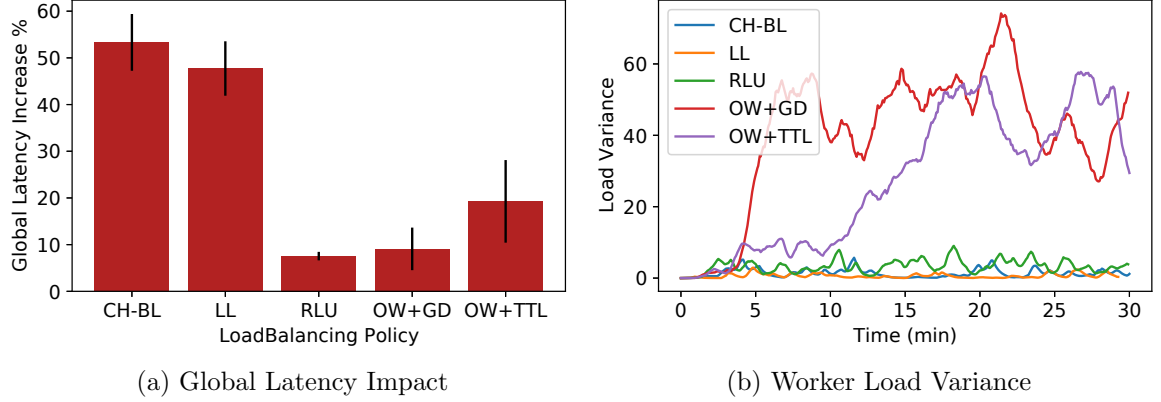 Global Latency Increase %
60
50
40
30
20
10
0
CH-BL
LL
RLU
OW+GD
OW+TTL
LoadBalancing Policy
(a) Global Latency Impact
Load Variance
60
40
20
0
CH-BL
LL
RLU
OW+GD
OW+TTL
0
5
10
15
20
25
30
Time (min)
(b) Worker Load Variance